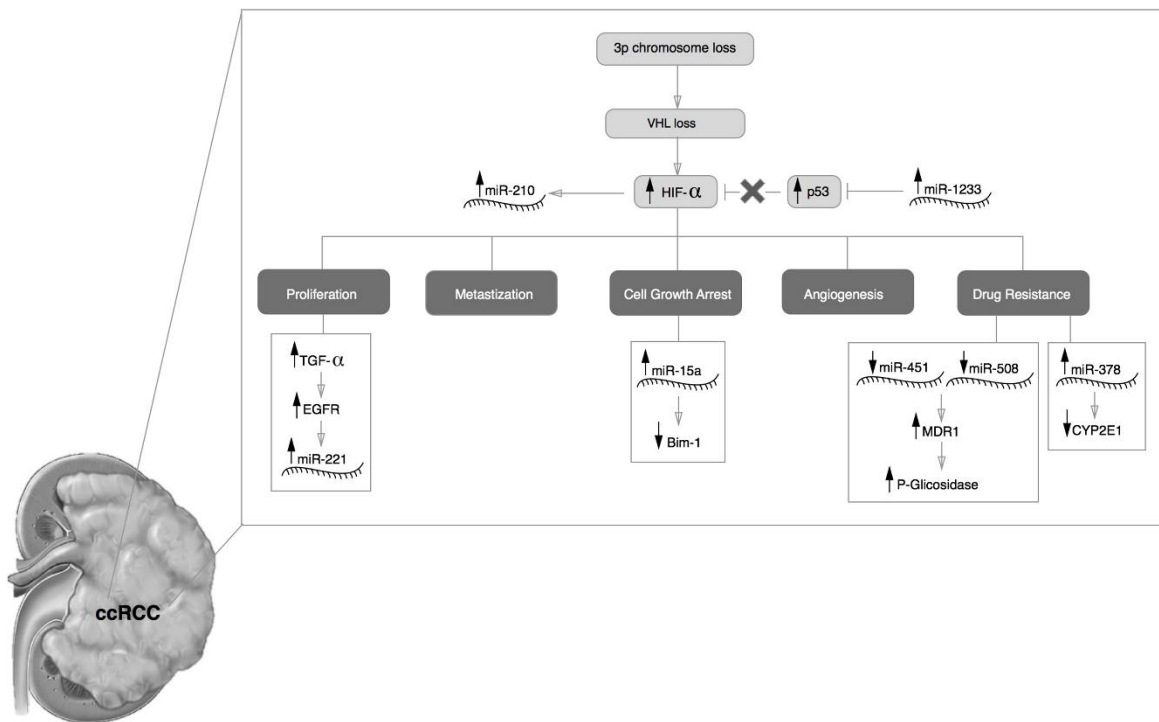 3p chromosome loss
VHL loss
miR-210
HIF-α
p53
miR-1233
Proliferation
Metastization
Cell Growth Arrest
Angiogenesis
Drug Resistance
TGF-α
EGFR
miR-221
miR-15a
Bim-1
miR-451
miR-508
MDR1
P-Glicosidase
miR-378
CYP2E1
ccRCC